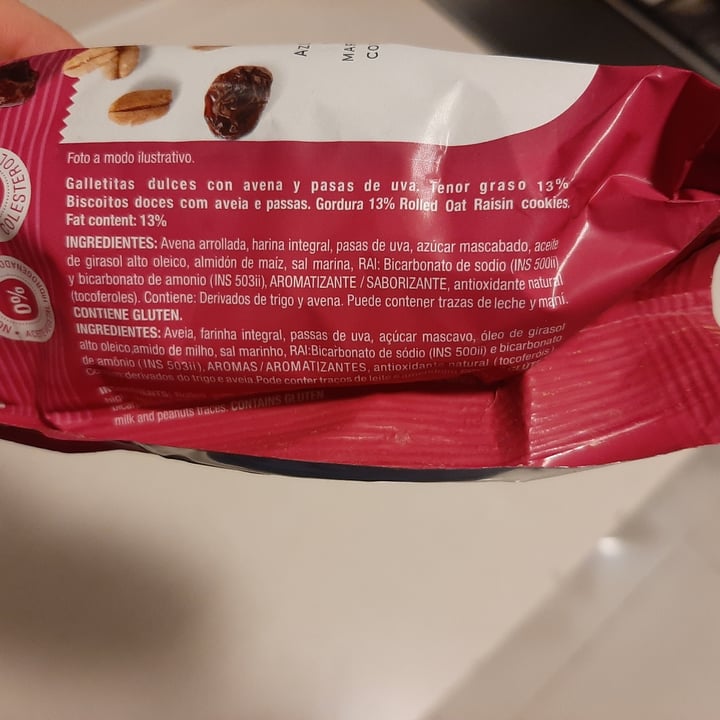 AZ
MAR
CO
COLESTEROL
0%
Foto a modo ilustrativo.
Galletitas dulces con avena y pasas de uva. Tenor graso 13%
Biscoitos doces com aveia e passas. Gordura 13% Rolled Oat Raisin cookies.
Fat content: 13%
INGREDIENTES: Avena arrollada, harina integral, pasas de uva, azúcar mascabado, aceite
de girasol alto oleico, almidón de maíz, sal marina, RAI: Bicarbonato de sodio (INS 500ii)
y bicarbonato de amonio (INS 503ii), AROMATIZANTE / SABORIZANTE, antioxidante natural
(tocoferoles). Contiene: Derivados de trigo y avena. Puede contener trazas de leche y maní.
CONTIENE GLUTEN.
INGREDIENTES: Aveia, farinha integral, passas de uva, açúcar mascavo, óleo de girasol
alto oleico,amido de milho, sal marinho, RAI:Bicarbonato de sódio (INS 500ii) e bicarbonato
de amônio (INS 503ii), AROMAS / AROMATIZANTES, antioxidante natural (tocoferóis)
derivados do trigo e aveia.Pode conter traços de leite e
milk and peanuts traces. CONTAINS GLUTEN